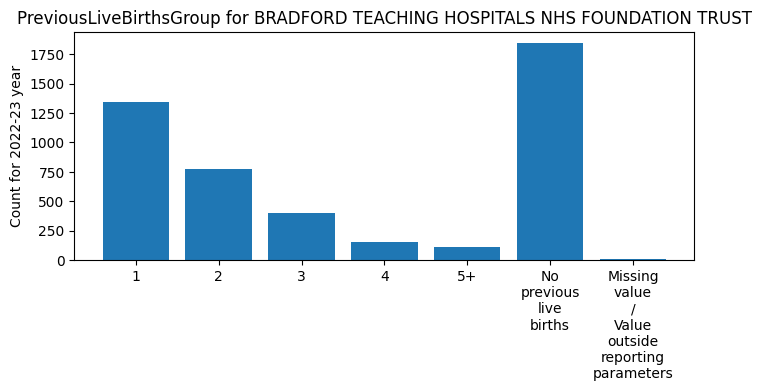 PreviousLiveBirthsGroup for BRADFORD TEACHING HOSPITALS NHS FOUNDATION TRUST
Count for 2022-23 year
1750
1500
1250
1000
750
500
250
0
1
2
3
4
5+
No
previous
live
births
Missing
value
/
Value
outside
reporting
parameters